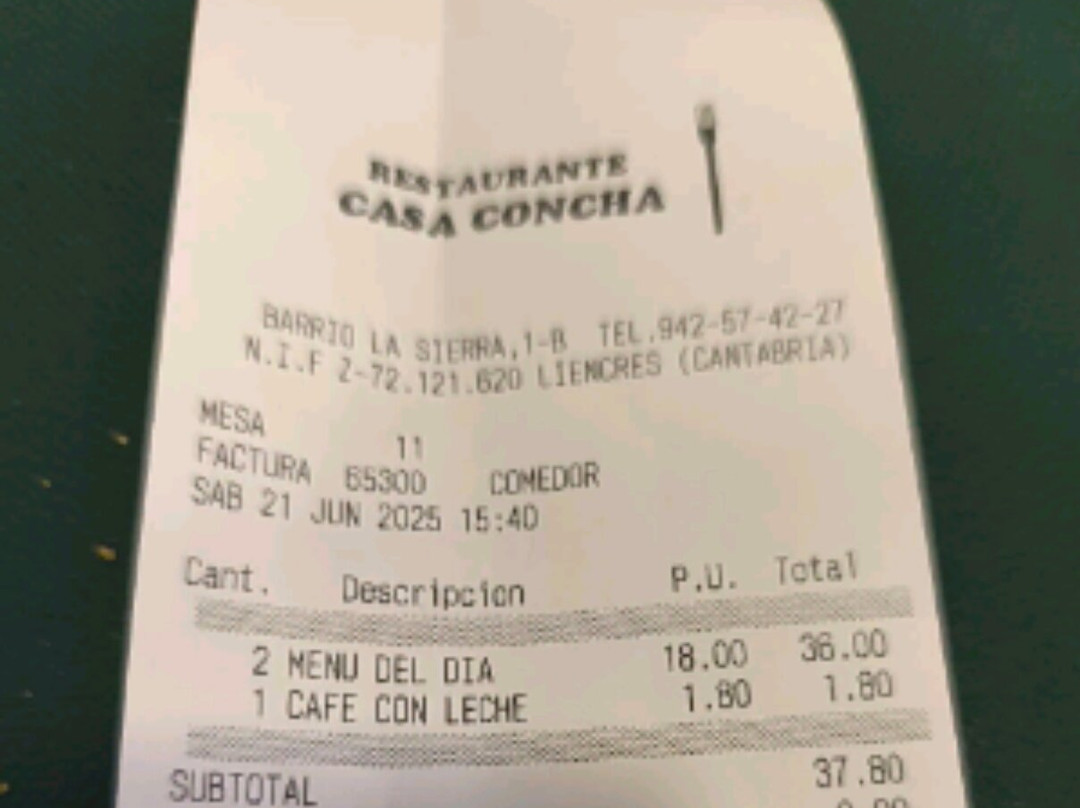 RESTAURANTE
CASA CONCHA
BARRIO LA SIERRA,1-B TEL.942-57-42-27
N.I.F Z-72.121.620 LIENCRES (CANTABRIA)
MESA 11
FACTURA 65300 COMEDOR
SAB 21 JUN 2025 15:40
Cant. Descripcion P.U. Total
2 MENU DEL DIA 18.00 36.00
1 CAFE CON LECHE 1.80 1.80
SUBTOTAL 37.80